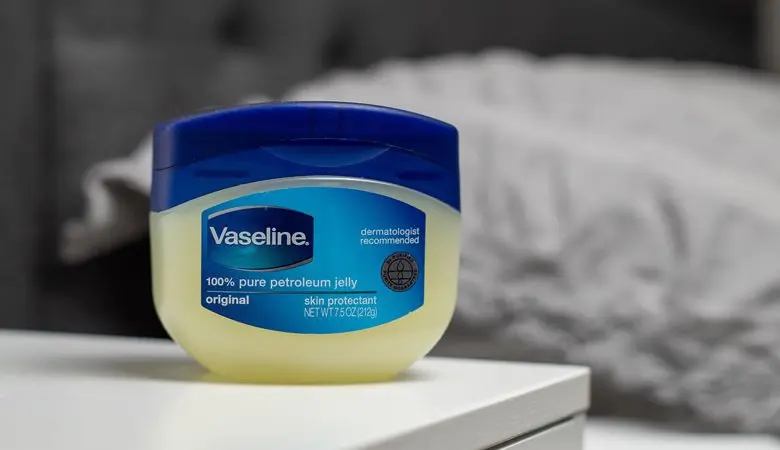 Vaseline®
dermatologist
recommended
100% pure petroleum jelly
original
skin protectant
NET WT 7.5 OZ (212g)